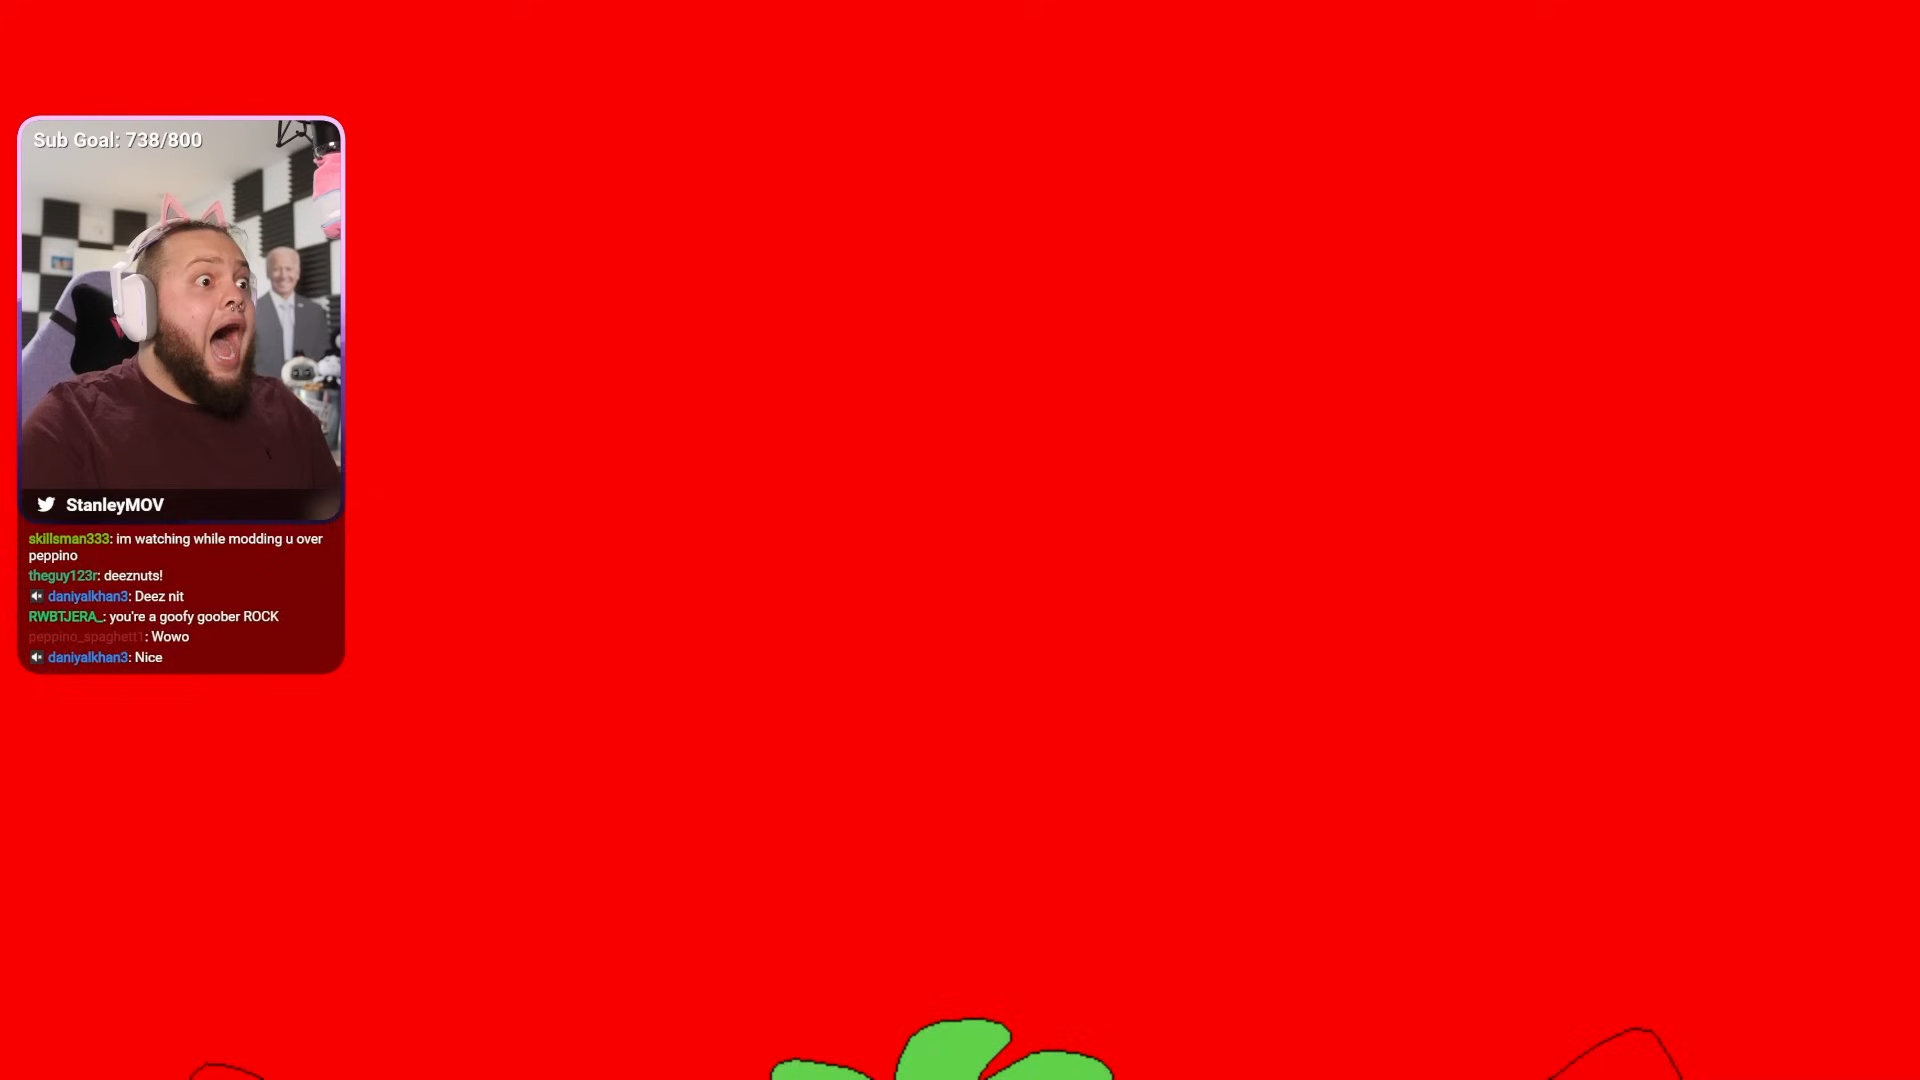 Sub Goal: 738/800
StanleyMOV
skillsman333: im watching while modding u over
peppino
theguy123r: deeznuts!
daniyalkhan3: Deez nit
RWBTJERA_: you're a goofy goober ROCK
peppino_spaghett1: Wowo
daniyalkhan3: Nice